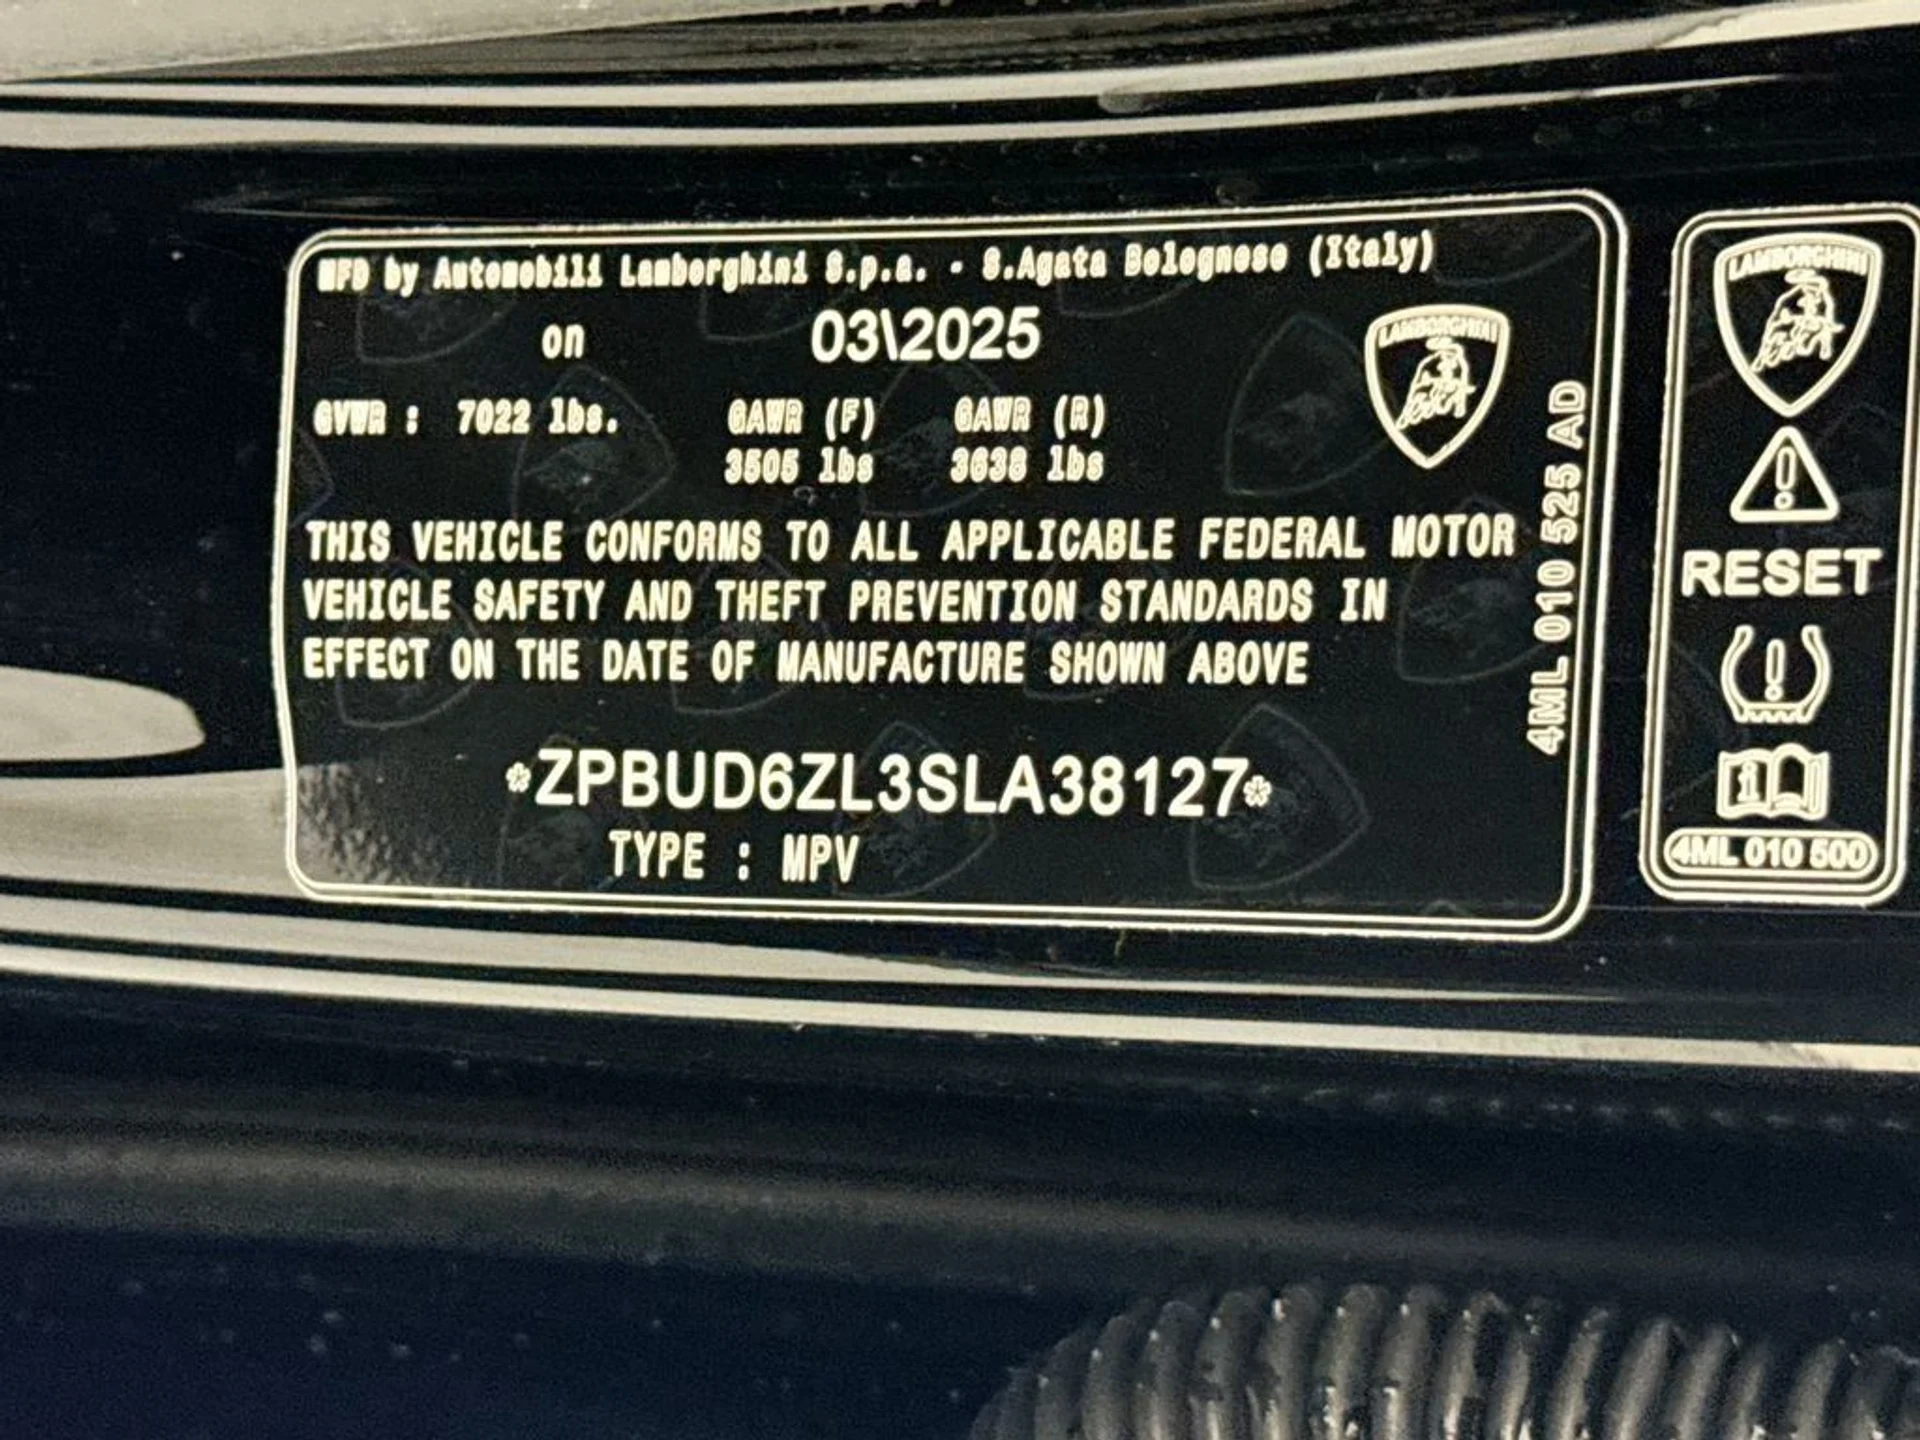 MFD by Automobili Lamborghini S.p.a. - S.Agata Bolognese (Italy)
on 03\2025
GVWR : 7022 lbs. GAWR (F) GAWR (R)
3505 lbs 3638 lbs
LAMBORGHINI
THIS VEHICLE CONFORMS TO ALL APPLICABLE FEDERAL MOTOR
VEHICLE SAFETY AND THEFT PREVENTION STANDARDS IN
EFFECT ON THE DATE OF MANUFACTURE SHOWN ABOVE
*ZPBUD6ZL3SLA38127*
TYPE : MPV
4ML 010 525 AD
LAMBORGHINI
RESET
4ML 010 500